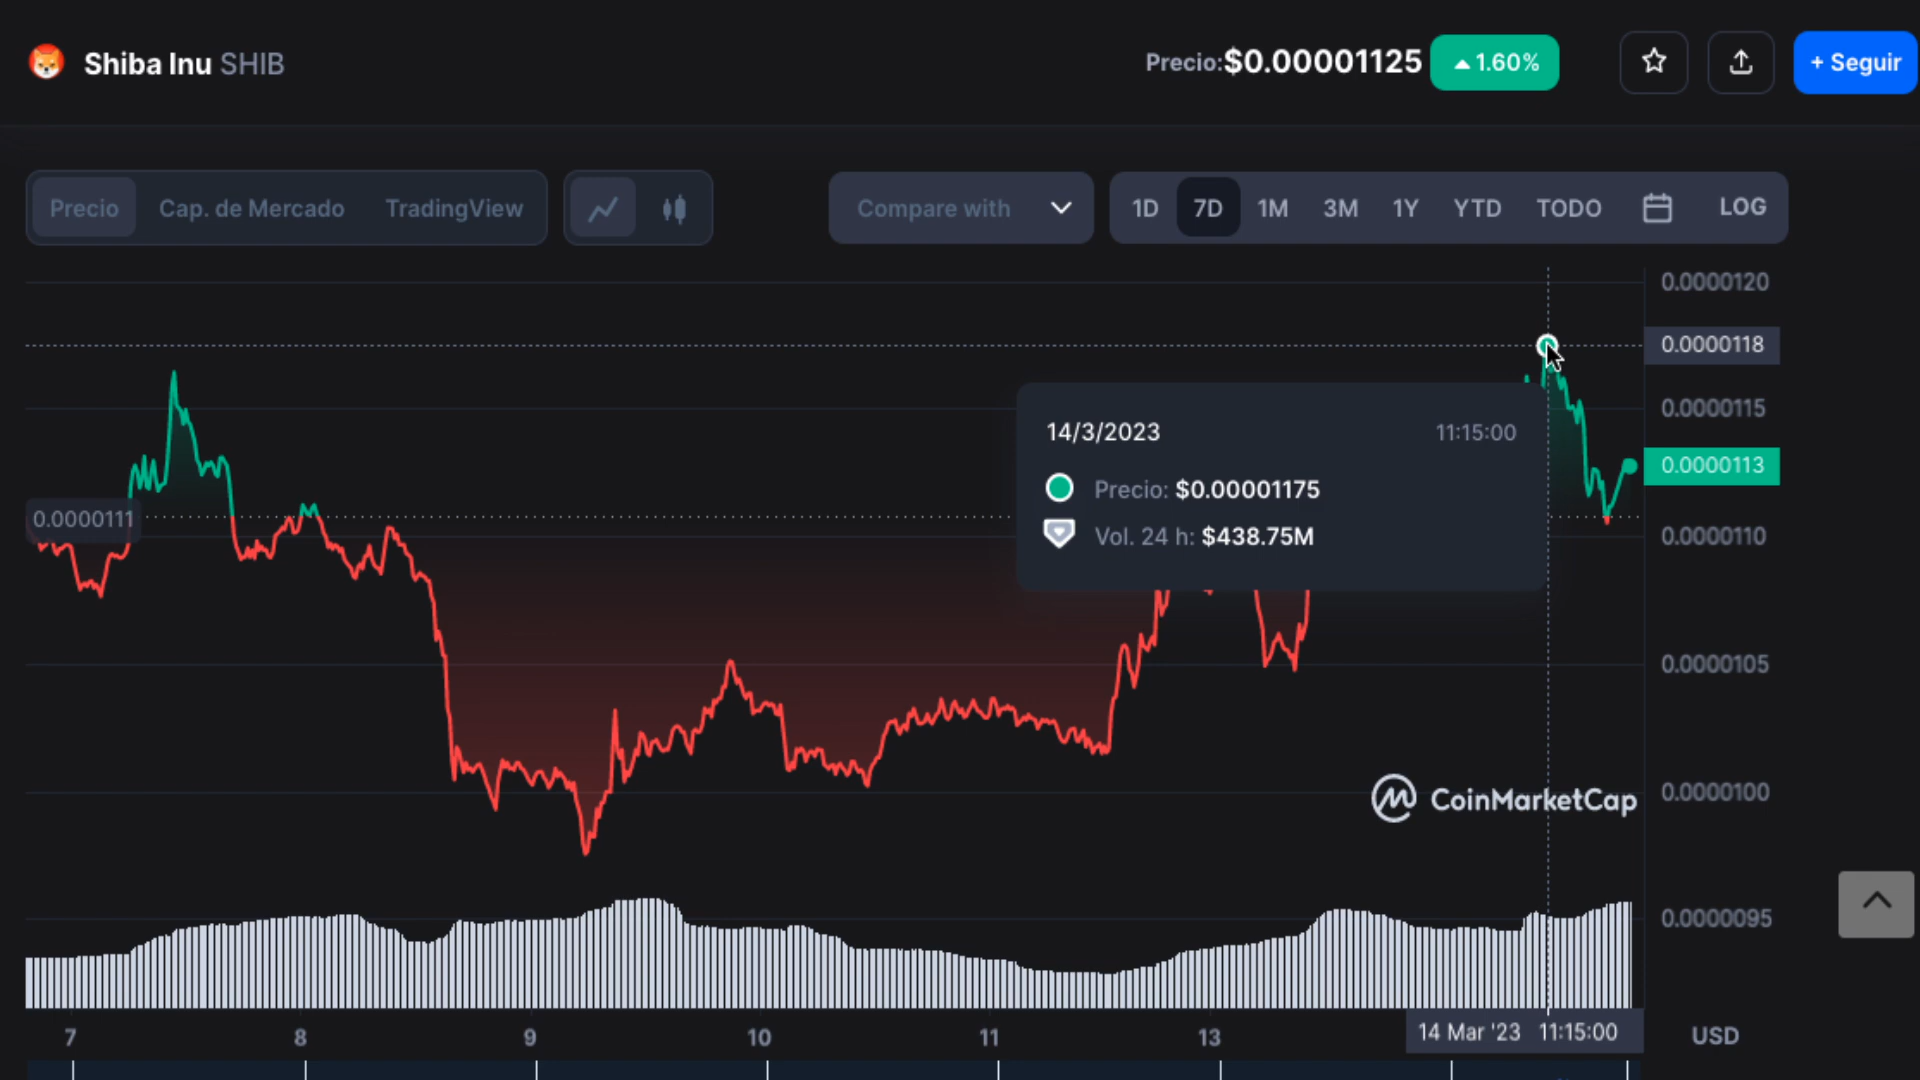 Shiba Inu SHIB
Precio:$0.00001125 1.60%
+ Seguir
Precio Cap. de Mercado TradingView
Compare with
1D 7D 1M 3M 1Y YTD TODO LOG
0.0000120
0.0000118
0.0000115
14/3/2023 11:15:00
0.0000113
Precio: $0.00001175
0.0000111
Vol. 24 h: $438.75M
0.0000110
0.0000105
CoinMarketCap
0.0000100
0.0000095
7 8 9 10 11 13
14 Mar '23 11:15:00
USD